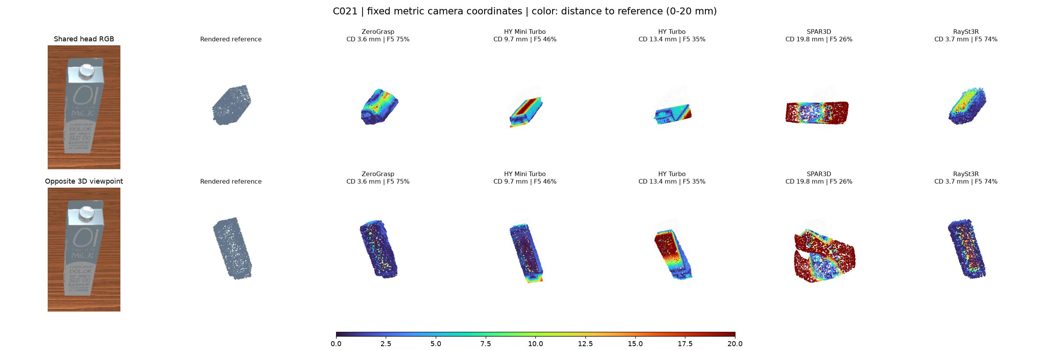 C021 | fixed metric camera coordinates | color: distance to reference (0-20 mm)
Shared head RGB
Rendered reference
ZeroGrasp
CD 3.6 mm | F5 75%
HY Mini Turbo
CD 9.7 mm | F5 46%
HY Turbo
CD 13.4 mm | F5 35%
SPAR3D
CD 19.8 mm | F5 26%
RaySt3R
CD 3.7 mm | F5 74%
OI
MILK
Opposite 3D viewpoint
Rendered reference
ZeroGrasp
CD 3.6 mm | F5 75%
HY Mini Turbo
CD 9.7 mm | F5 46%
HY Turbo
CD 13.4 mm | F5 35%
SPAR3D
CD 19.8 mm | F5 26%
RaySt3R
CD 3.7 mm | F5 74%
OI
MILK
0.0 2.5 5.0 7.5 10.0 12.5 15.0 17.5 20.0